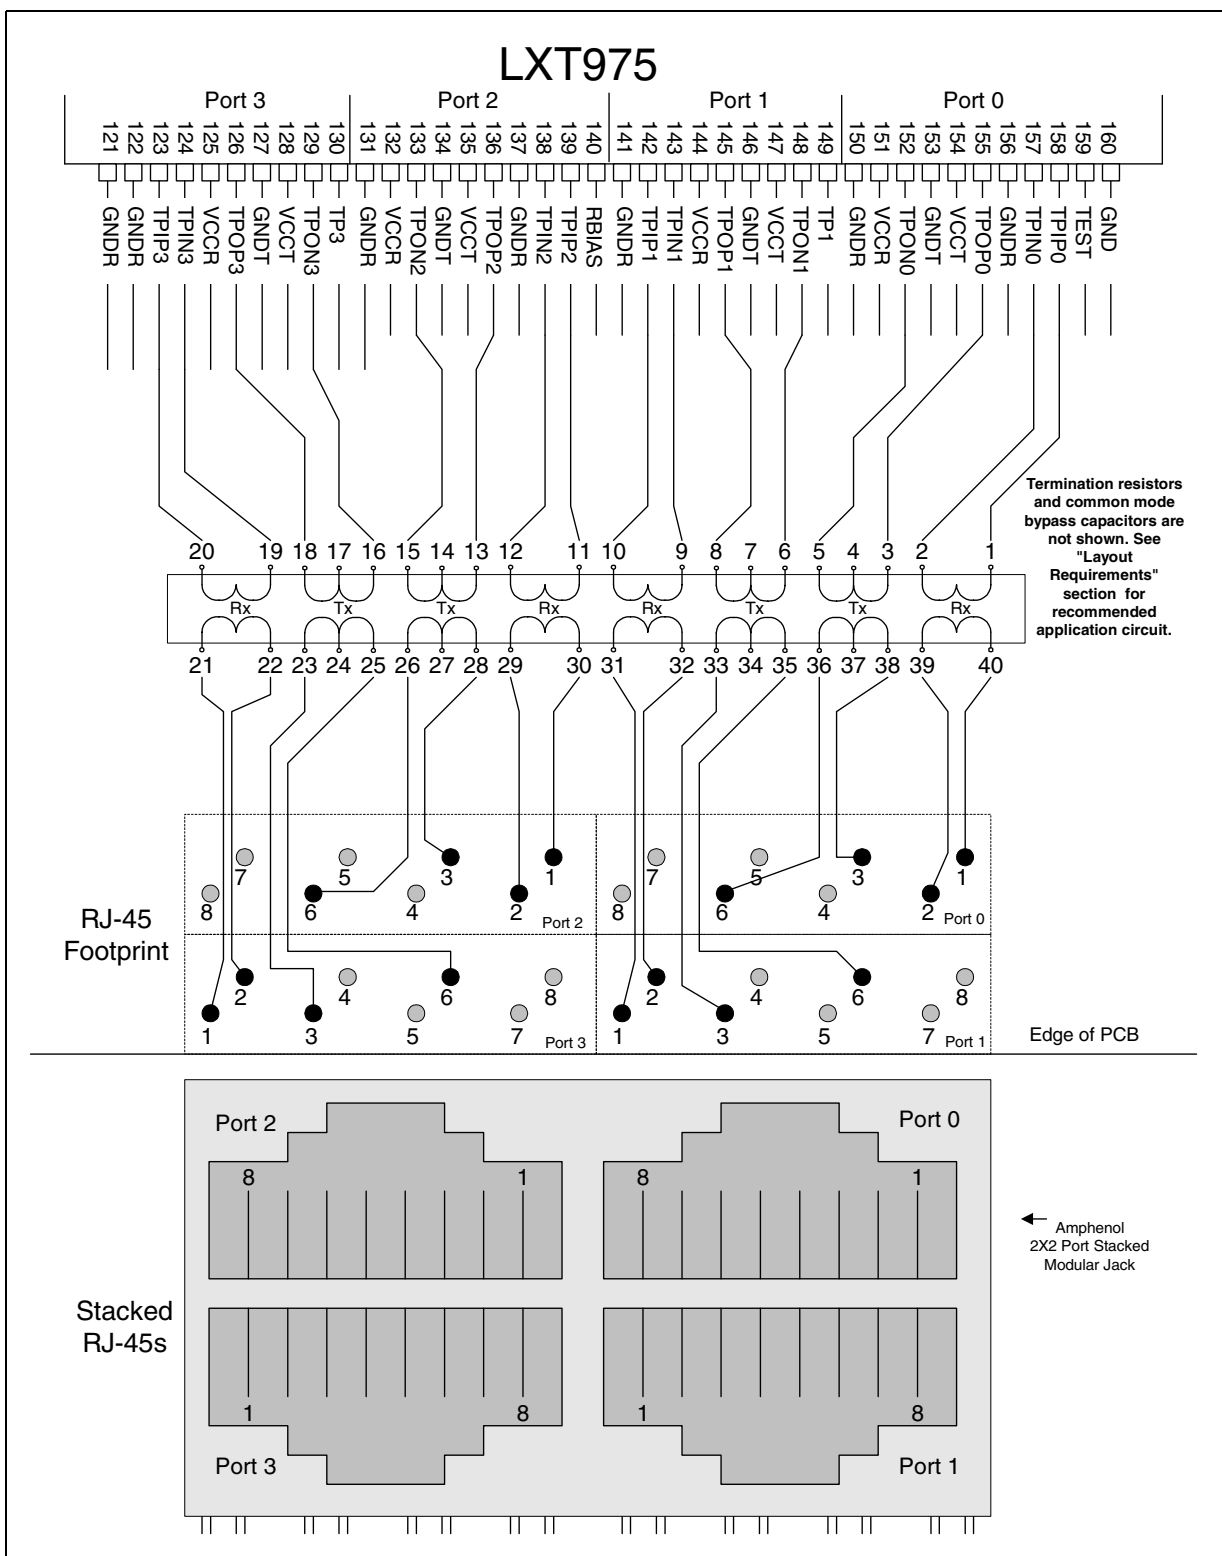 LXT975
Port 3 Port 2 Port 1 Port 0
121 122 123 124 125 126 127 128 129 130 131 132 133 134 135 136 137 138 139 140 141 142 143 144 145 146 147 148 149 150 151 152 153 154 155 156 157 158 159 160
GNDR GNDR TPIP3 TPIN3 VCCR TPOP3 GNDT VCCT TPON3 TP3 GNDR VCCR TPON2 GNDT VCCT TPOP2 GNDR TPIN2 TPIP2 RBIAS GNDR TPIP1 TPIN1 VCCR TPOP1 GNDT VCCT TPON1 TP1 GNDR VCCR TPON0 GNDT VCCT TPOP0 GNDR TPIN0 TPIP0 TEST GND
Termination resistors
and common mode
bypass capacitors are
not shown. See
"Layout
Requirements"
section for
recommended
application circuit.
20 19 18 17 16 15 14 13 12 11 10 9 8 7 6 5 4 3 2 1
Rx Tx Tx Rx Rx Tx Tx Rx
21 22 23 24 25 26 27 28 29 30 31 32 33 34 35 36 37 38 39 40
RJ-45
Footprint
7 5 3 1 7 5 3 1
8 6 4 2 Port 2 8 6 4 2 Port 0
2 4 6 8 2 4 6 8
1 3 5 7 Port 3 1 3 5 7 Port 1
Edge of PCB
Port 2 Port 0
8 1 8 1
Amphenol
2X2 Port Stacked
Modular Jack
Stacked
RJ-45s
1 8 1 8
Port 3 Port 1